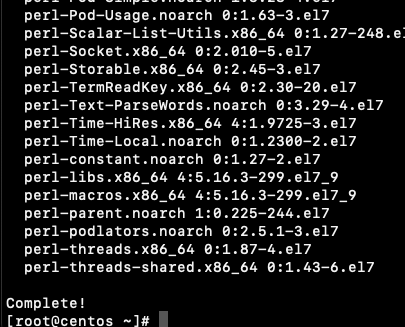 perl-Pod-Usage.noarch 0:1.63-3.el7
perl-Scalar-List-Utils.x86_64 0:1.27-248.el
perl-Socket.x86_64 0:2.010-5.el7
perl-Storable.x86_64 0:2.45-3.el7
perl-TermReadKey.x86_64 0:2.30-20.el7
perl-Text-ParseWords.noarch 0:3.29-4.el7
perl-Time-HiRes.x86_64 4:1.9725-3.el7
perl-Time-Local.noarch 0:1.2300-2.el7
perl-constant.noarch 0:1.27-2.el7
perl-libs.x86_64 4:5.16.3-299.el7_9
perl-macros.x86_64 4:5.16.3-299.el7_9
perl-parent.noarch 1:0.225-244.el7
perl-podlators.noarch 0:2.5.1-3.el7
perl-threads.x86_64 0:1.87-4.el7
perl-threads-shared.x86_64 0:1.43-6.el7
Complete!
[root@centos ~]#